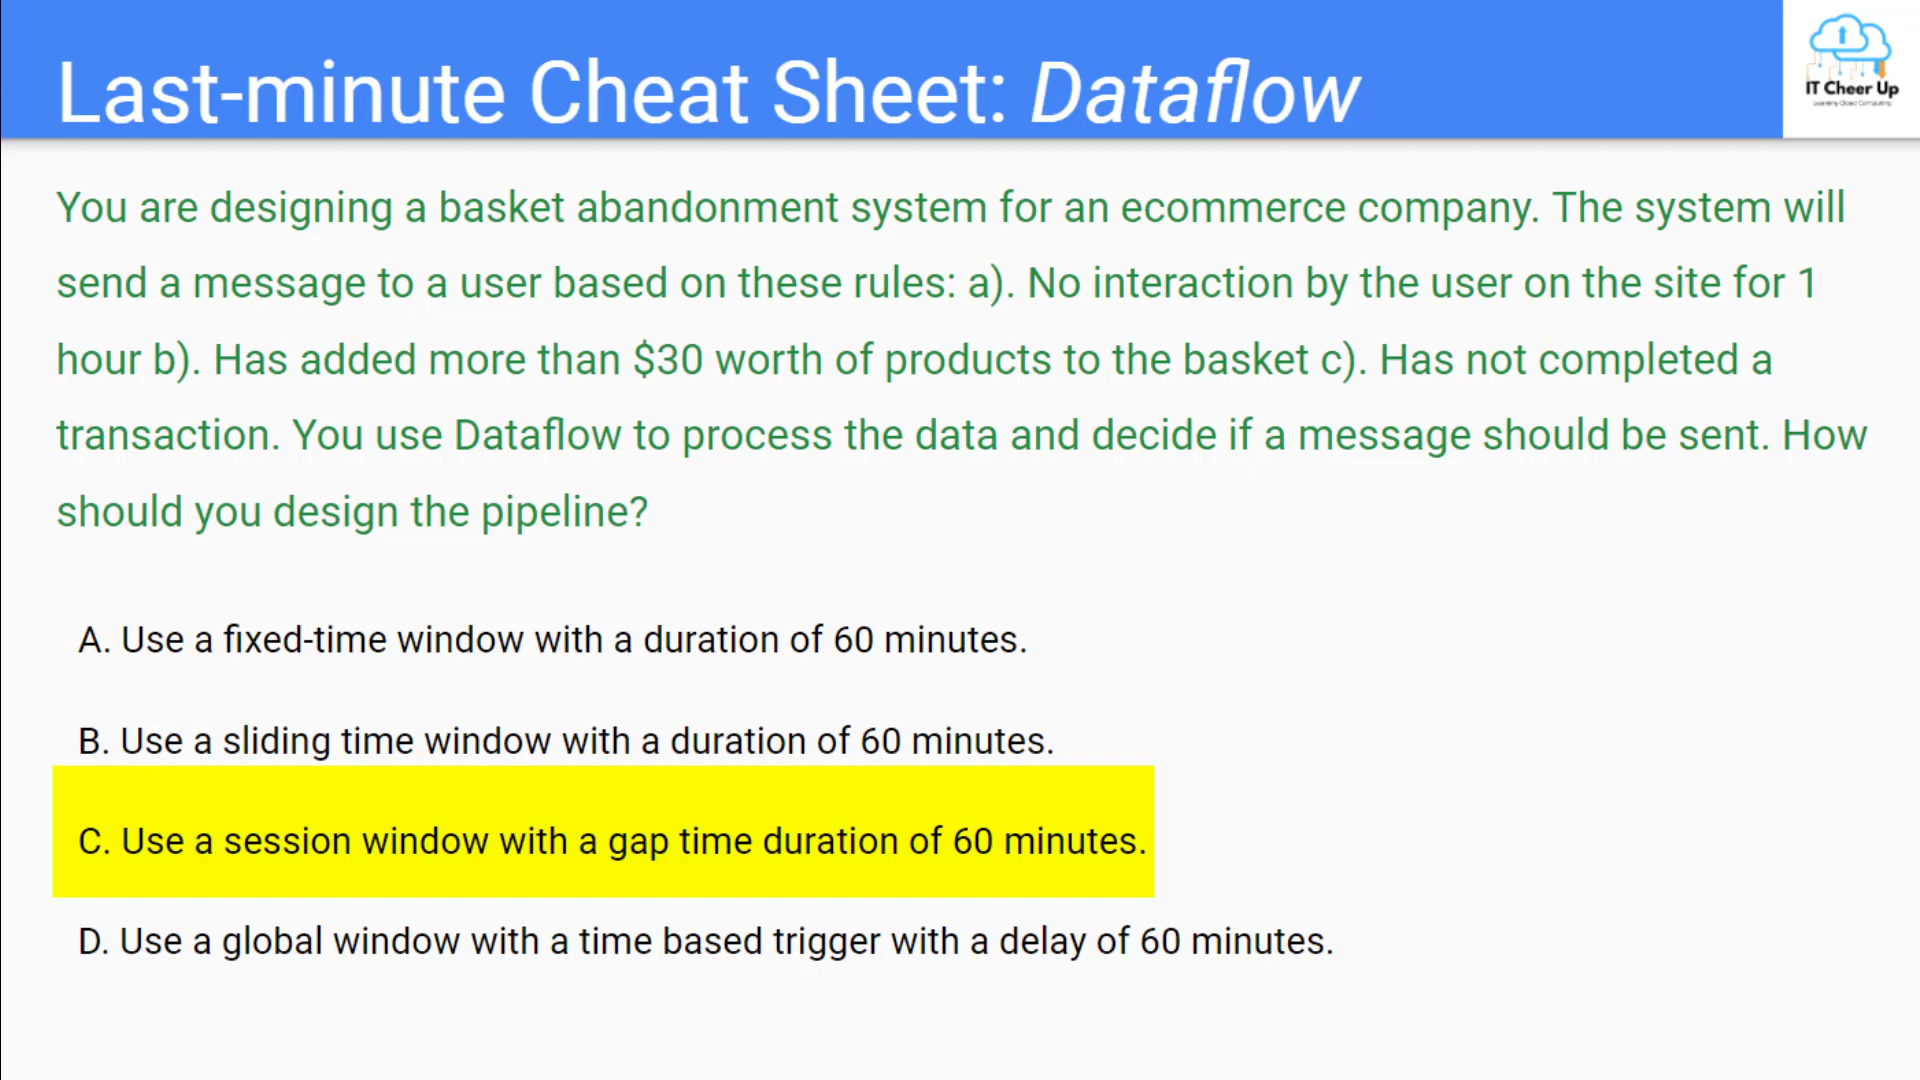 Last-minute Cheat Sheet: Dataflow
IT Cheer Up
Learning Cloud Computing
You are designing a basket abandonment system for an ecommerce company. The system will
send a message to a user based on these rules: a). No interaction by the user on the site for 1
hour b). Has added more than $30 worth of products to the basket c). Has not completed a
transaction. You use Dataflow to process the data and decide if a message should be sent. How
should you design the pipeline?
A. Use a fixed-time window with a duration of 60 minutes.
B. Use a sliding time window with a duration of 60 minutes.
C. Use a session window with a gap time duration of 60 minutes.
D. Use a global window with a time based trigger with a delay of 60 minutes.